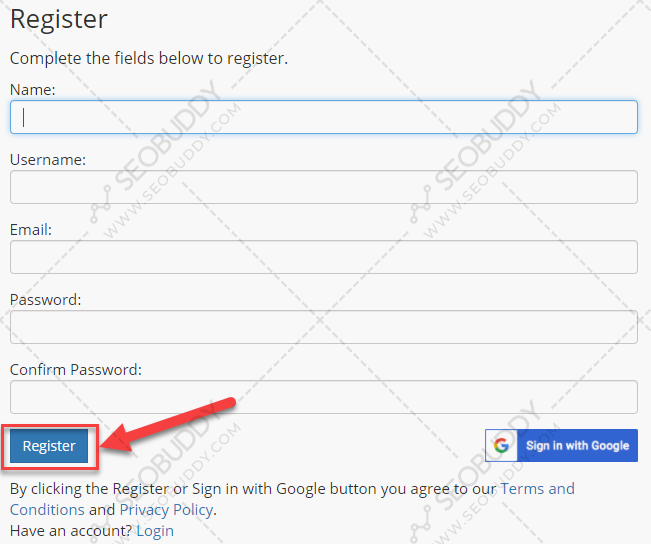 Register
Complete the fields below to register.
Name:
Username:
Email:
Password:
Confirm Password:
Register
Sign in with Google
By clicking the Register or Sign in with Google button you agree to our Terms and
Conditions and Privacy Policy.
Have an account? Login
SEOBUDDY
WWW.SEOBUDDY.COM
SEOBUDDY
WWW.SEOBUDDY.COM
SEOBUDDY
WWW.SEOBUDDY.COM
SEOBUDDY
WWW.SEOBUDDY.COM